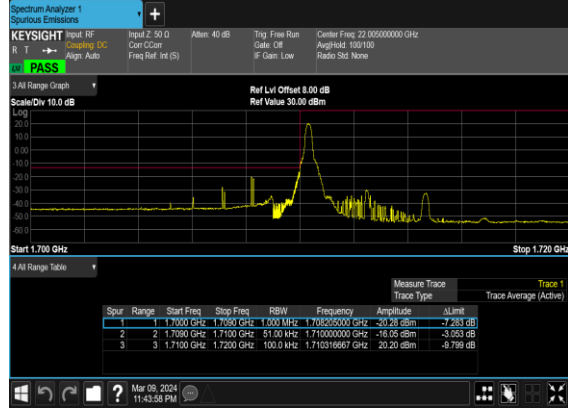 Spectrum Analyzer 1
Spurious Emissions
+
KEYSIGHT Input: RF Input Z: 50 Ω Atten: 40 dB Trig: Free Run Center Freq: 22.005000000 GHz
R T Coupling: DC Corr CCorr Gate: Off Avg|Hold: 100/100
Align: Auto Freq Ref: Int (S) IF Gain: Low Radio Std: None
PASS
3 All Range Graph
Ref Lvl Offset 8.00 dB
Scale/Div 10.0 dB Ref Value 30.00 dBm
Log
20.0
10.0
0.00
-10.0
-20.0
-30.0
-40.0
-50.0
-60.0
Start 1.700 GHz Stop 1.720 GHz
4 All Range Table
Measure Trace Trace 1
Trace Type Trace Average (Active)
Spur Range Start Freq Stop Freq RBW Frequency Amplitude ΔLimit
1 1 1.7000 GHz 1.7090 GHz 1.000 MHz 1.708205000 GHz -20.28 dBm -7.283 dB
2 2 1.7090 GHz 1.7100 GHz 51.00 kHz 1.710000000 GHz -16.05 dBm -3.053 dB
3 3 1.7100 GHz 1.7200 GHz 100.0 kHz 1.710316667 GHz 20.20 dBm -9.799 dB
?
Mar 09, 2024
11:43:58 PM